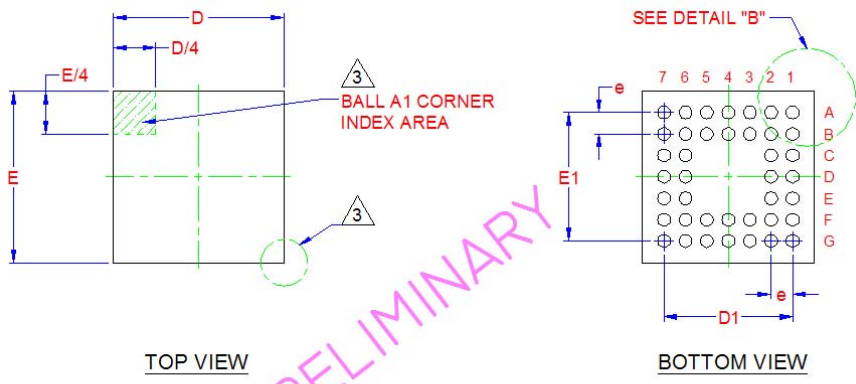 D
D/4
E/4
3
BALL A1 CORNER
INDEX AREA
E
3
TOP VIEW
PRELIMINARY
SEE DETAIL "B"
7 6 5 4 3 2 1
e
A
B
C
D
E
F
G
E1
e
D1
BOTTOM VIEW